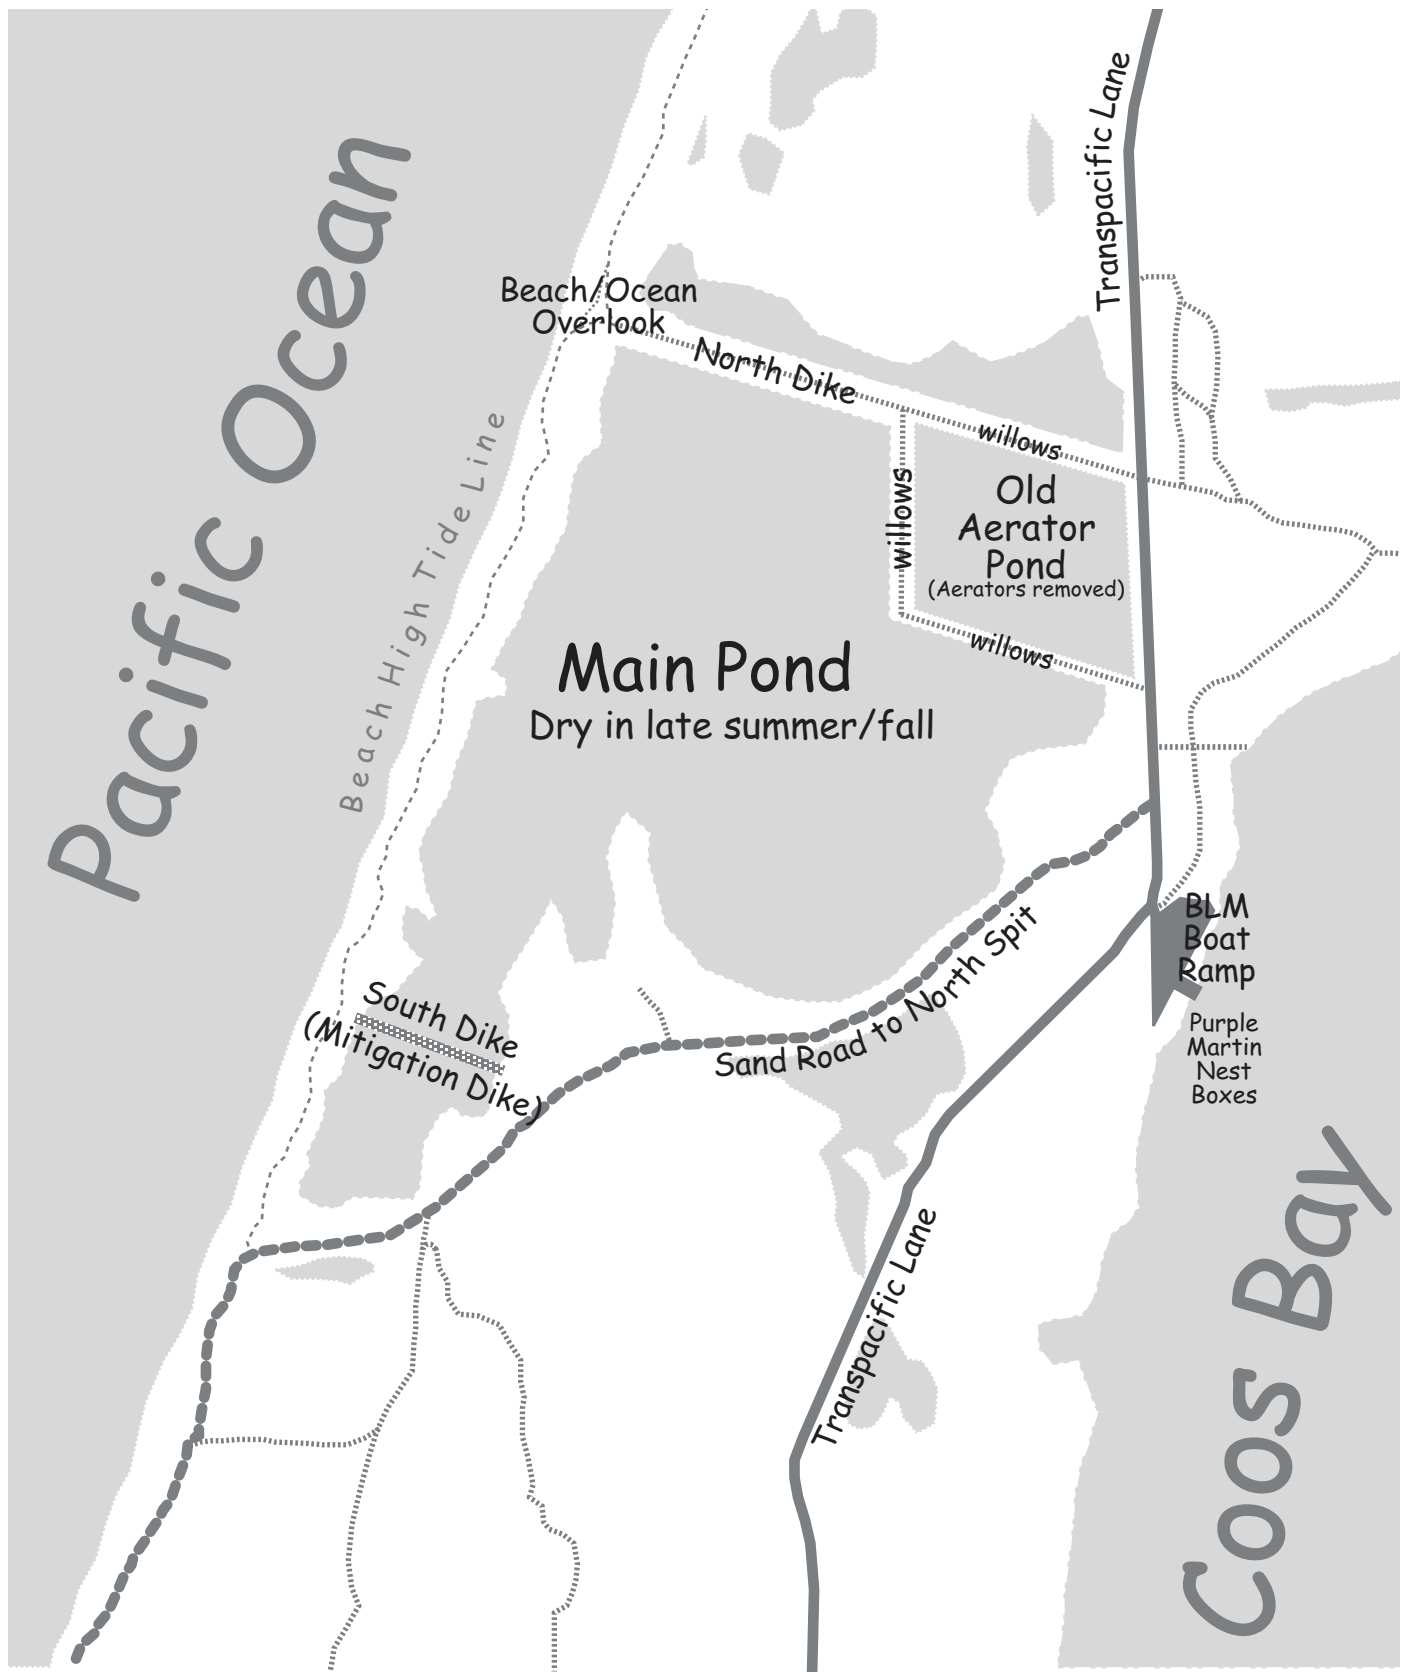 Transpacific Lane
Pacific Ocean
Beach/Ocean
Overlook
North Dike
willows
Beach High Tide Line
willows
Old
Aerator
Pond
(Aerators removed)
willows
Main Pond
Dry in late summer/fall
BLM
Boat
Ramp
Sand Road to North Spit
South Dike
(Mitigation Dike)
Purple
Martin
Nest
Boxes
Transpacific Lane
Coos Bay